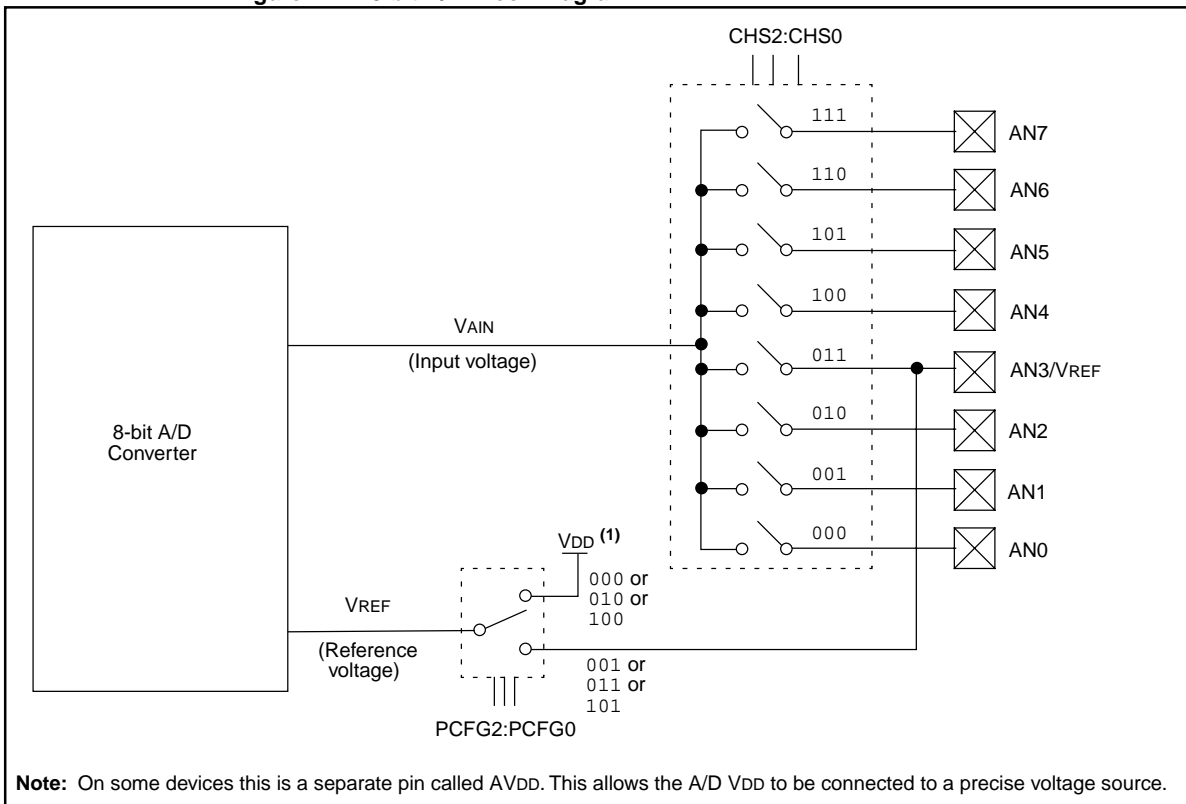 CHS2:CHS0
111
AN7
110
AN6
101
AN5
100
AN4
VAIN
(Input voltage)
011
AN3/VREF
8-bit A/D
Converter
010
AN2
001
AN1
000
AN0
VDD (1)
000 or
010 or
100
VREF
(Reference
voltage)
001 or
011 or
101
PCFG2:PCFG0
Note: On some devices this is a separate pin called AVDD. This allows the A/D VDD to be connected to a precise voltage source.